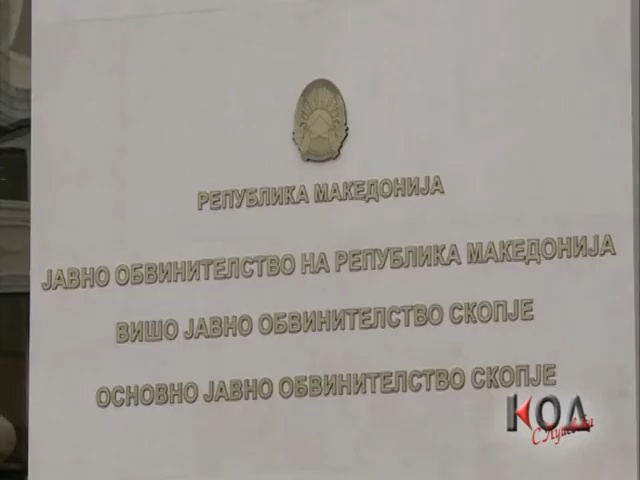 РЕПУБЛИКА МАКЕДОНИЈА
ЈАВНО ОБВИНИТЕЛСТВО НА РЕПУБЛИКА МАКЕДОНИЈА
ВИШО ЈАВНО ОБВИНИТЕЛСТВО СКОПЈЕ
ОСНОВНО ЈАВНО ОБВИНИТЕЛСТВО СКОПЈЕ
КОД